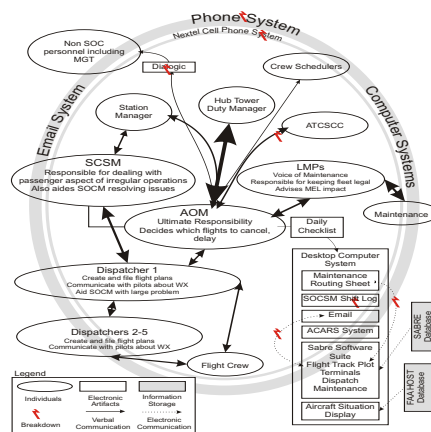 Phone System
Nextel Cell Phone System
Email System
Computer Systems
Non SOC
personnel including
MGT
Dialogic
Crew Schedulers
Station
Manager
Hub Tower
Duty Manager
ATCSCC
SCSM
Responsible for dealing with
passenger aspect of irregular operations
Also aides SOCM resolving issues
LMPs
Voice of Maintenance
Responsible for keeping fleet legal
Advises MEL impact
AOM
Ultimate Responsibility
Decides which flights to cancel,
delay
Maintenance
Daily
Checklist
Dispatcher 1
Create and file flight plans
Communicate with pilots about WX
Aid SOCM with large problem
Desktop Computer
System
Maintenance
Routing Sheet
SOCSM Shift Log
Email
ACARS System
Sabre Software
Suite
Flight Track Plot
Terminals
Dispatch
Maintenance
Aircraft Situation
Display
SABRE
Database
FAA HOST
Database
Dispatchers 2-5
Create and file flight plans
Communicate with pilots about WX
Flight Crew
Legend
Individuals
Electronic
Artifacts
Information
Storage
Breakdown
Verbal
Communication
Electronic
Communication